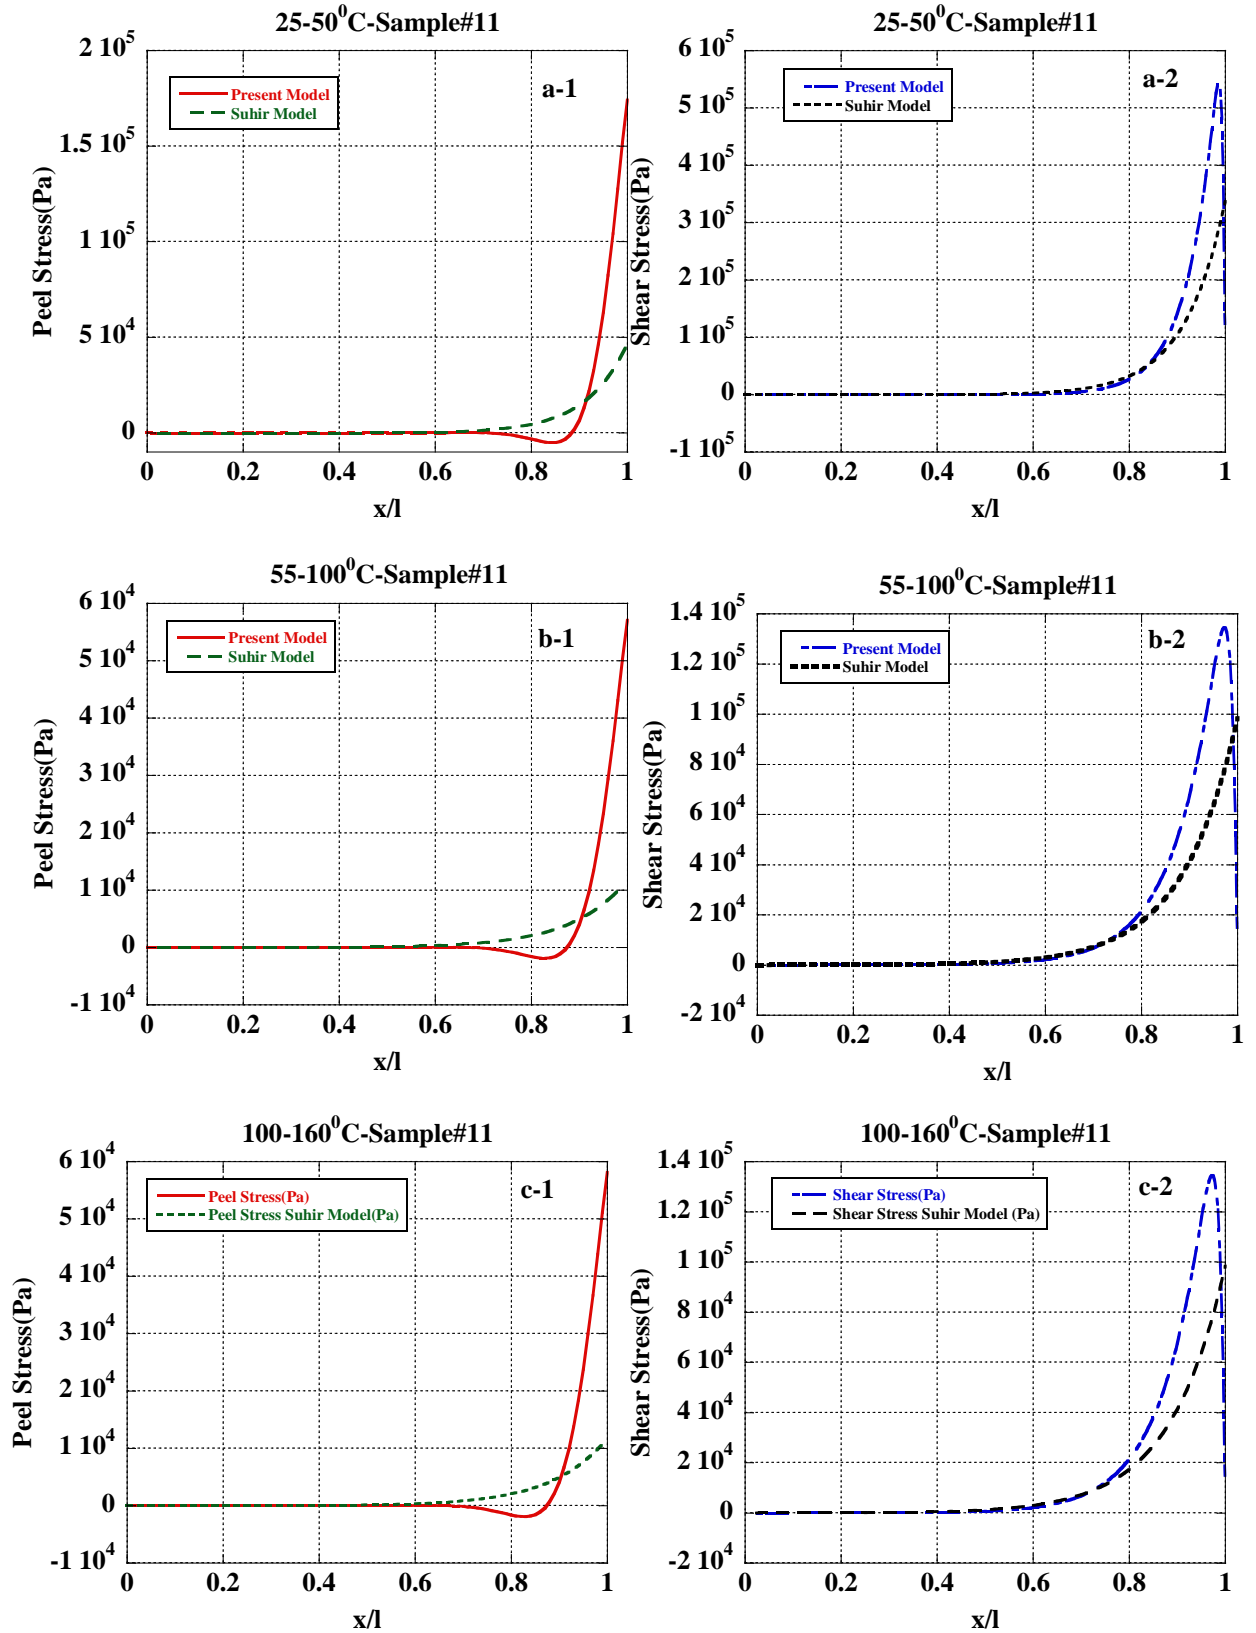 25-50⁰C-Sample#11
2 10⁵
1.5 10⁵
1 10⁵
5 10⁴
0
Peel Stress(Pa)
Present Model
Suhir Model
a-1
0 0.2 0.4 0.6 0.8 1
x/l
25-50⁰C-Sample#11
6 10⁵
5 10⁵
4 10⁵
3 10⁵
2 10⁵
1 10⁵
0
-1 10⁵
Shear Stress(Pa)
Present Model
Suhir Model
a-2
0 0.2 0.4 0.6 0.8 1
x/l
55-100⁰C-Sample#11
6 10⁴
5 10⁴
4 10⁴
3 10⁴
2 10⁴
1 10⁴
0
-1 10⁴
Peel Stress(Pa)
Present Model
Suhir Model
b-1
0 0.2 0.4 0.6 0.8 1
x/l
55-100⁰C-Sample#11
1.4 10⁵
1.2 10⁵
1 10⁵
8 10⁴
6 10⁴
4 10⁴
2 10⁴
0
-2 10⁴
Shear Stress(Pa)
Present Model
Suhir Model
b-2
0 0.2 0.4 0.6 0.8 1
x/l
100-160⁰C-Sample#11
6 10⁴
5 10⁴
4 10⁴
3 10⁴
2 10⁴
1 10⁴
0
-1 10⁴
Peel Stress(Pa)
Peel Stress(Pa)
Peel Stress Suhir Model(Pa)
c-1
0 0.2 0.4 0.6 0.8 1
x/l
100-160⁰C-Sample#11
1.4 10⁵
1.2 10⁵
1 10⁵
8 10⁴
6 10⁴
4 10⁴
2 10⁴
0
-2 10⁴
Shear Stress(Pa)
Shear Stress(Pa)
Shear Stress Suhir Model (Pa)
c-2
0 0.2 0.4 0.6 0.8 1
x/l